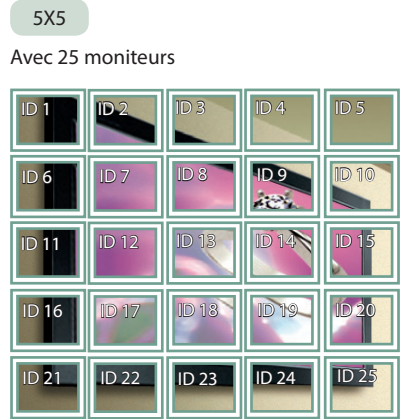 5X5
Avec 25 moniteurs
ID 1 ID 2 ID 3 ID 4 ID 5
ID 6 ID 7 ID 8 ID 9 ID 10
ID 11 ID 12 ID 13 ID 14 ID 15
ID 16 ID 17 ID 18 ID 19 ID 20
ID 21 ID 22 ID 23 ID 24 ID 25